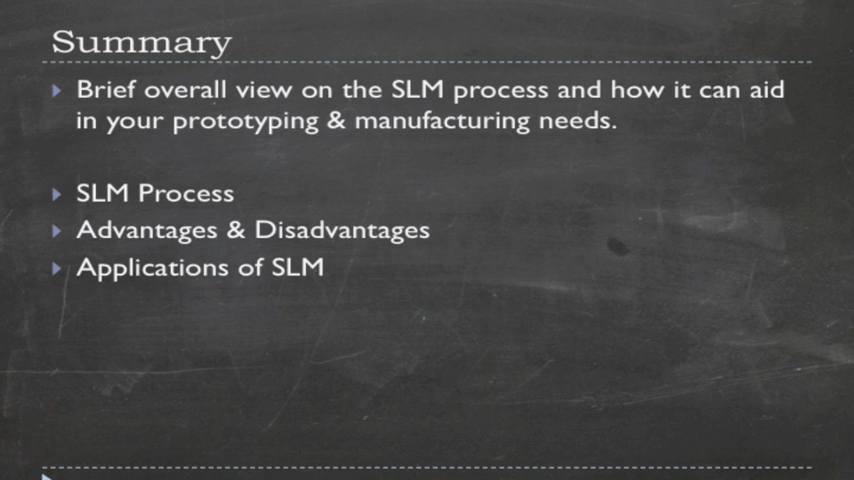 Summary
Brief overall view on the SLM process and how it can aid
in your prototyping & manufacturing needs.
SLM Process
Advantages & Disadvantages
Applications of SLM